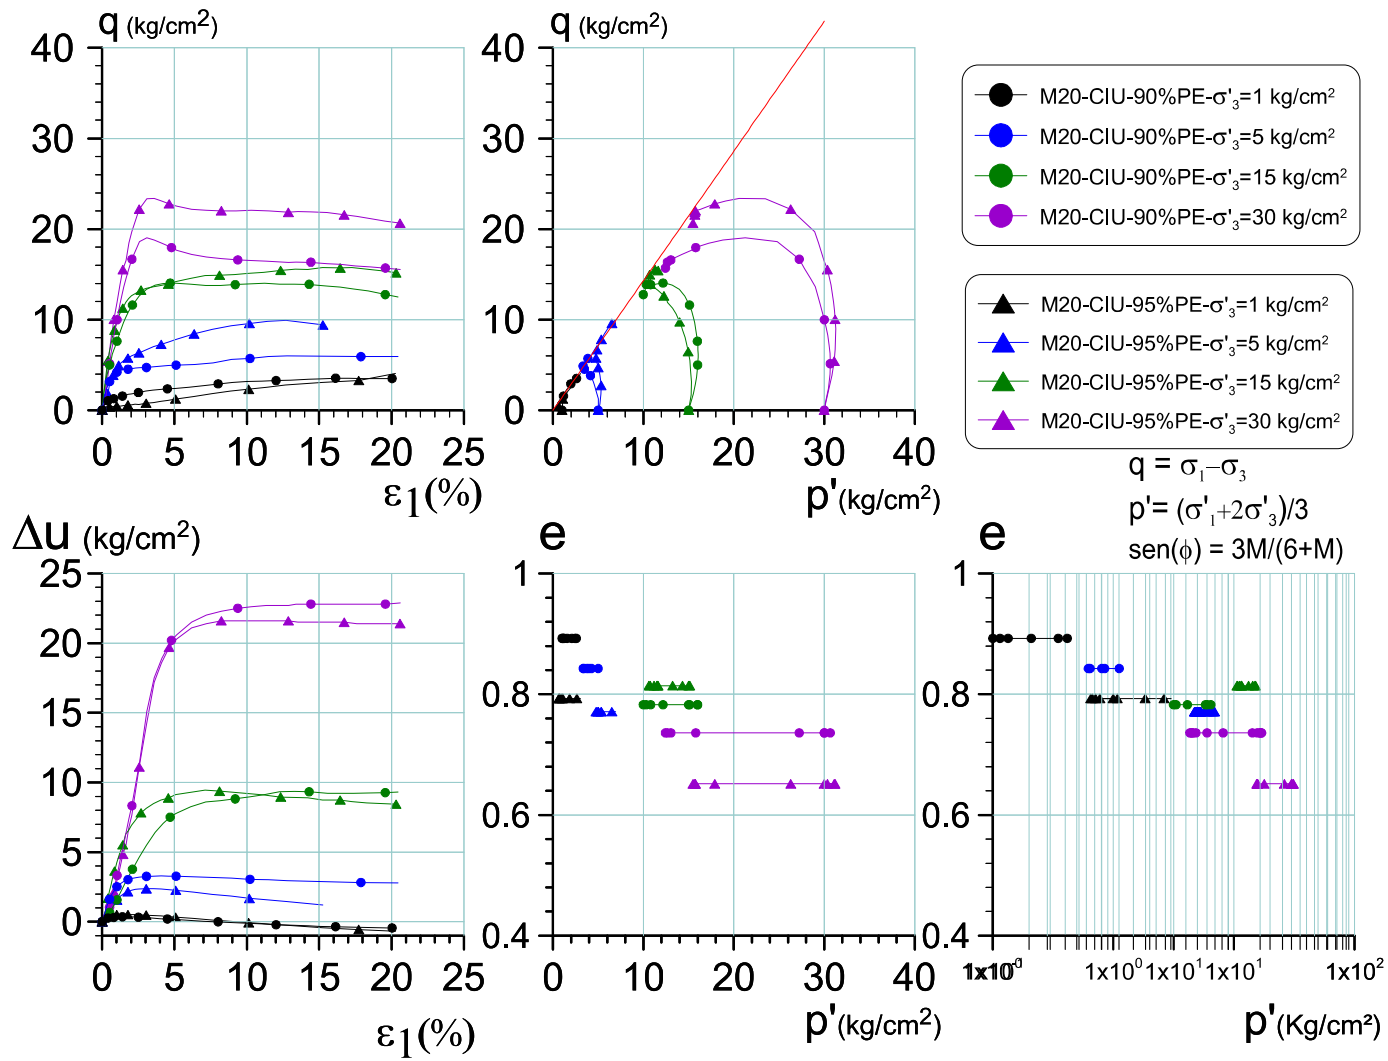 q (kg/cm²)
40
30
20
10
0
0 5 10 15 20 25
ε₁(%)
q (kg/cm²)
40
30
20
10
0
0 10 20 30 40
p' (kg/cm²)
M20-CIU-90%PE-σ'₃=1 kg/cm²
M20-CIU-90%PE-σ'₃=5 kg/cm²
M20-CIU-90%PE-σ'₃=15 kg/cm²
M20-CIU-90%PE-σ'₃=30 kg/cm²
M20-CIU-95%PE-σ'₃=1 kg/cm²
M20-CIU-95%PE-σ'₃=5 kg/cm²
M20-CIU-95%PE-σ'₃=15 kg/cm²
M20-CIU-95%PE-σ'₃=30 kg/cm²
q = σ₁−σ₃
p'= (σ'₁+2σ'₃)/3
sen(ϕ) = 3M/(6+M)
Δu (kg/cm²)
25
20
15
10
5
0
0 5 10 15 20 25
ε₁(%)
e
1
0.8
0.6
0.4
0 10 20 30 40
p' (kg/cm²)
e
1
0.8
0.6
0.4
1x10⁰ 1x10¹ 1x10¹ 1x10²
p' (Kg/cm²)